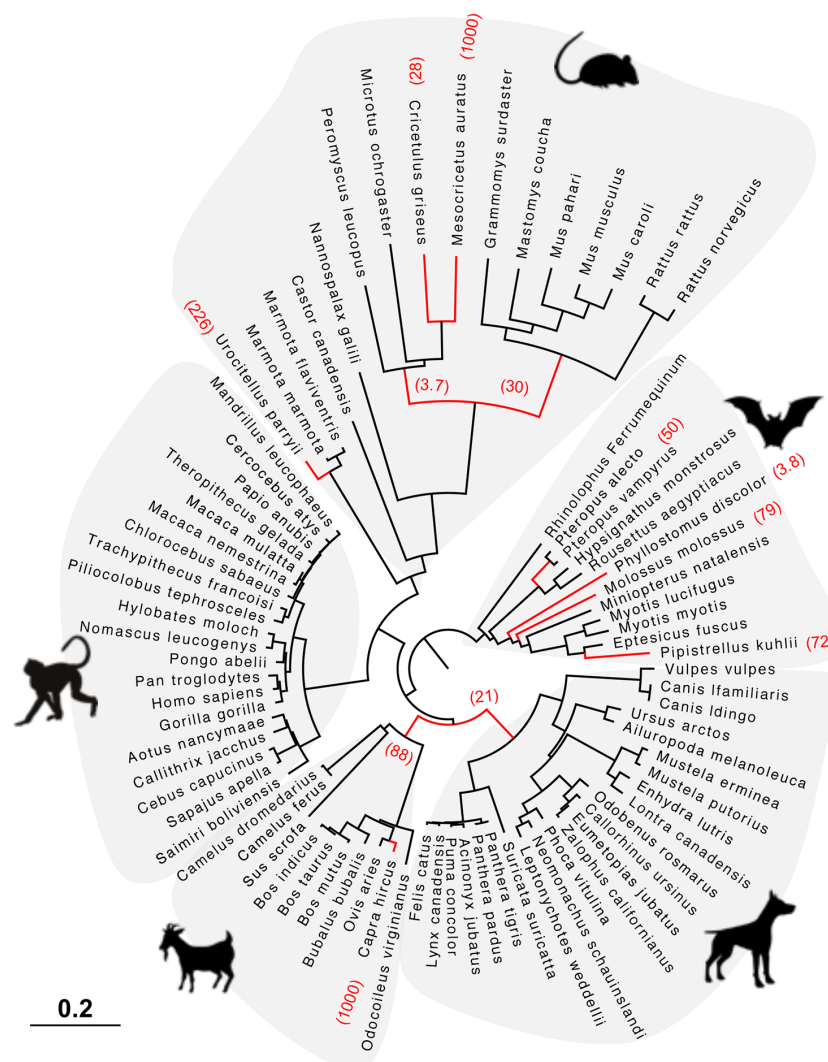 (1000)
Mesocricetus auratus
(28)
Cricetulus griseus
Microtus ochrogaster
Peromyscus leucopus
Nannospalax galili
Castor canadensis
Marmota flaviventris
Marmota marmota
Urocitellus parryii
(226)
Grammomys surdaster
Mastomys coucha
Mus pahari
Mus musculus
Mus caroli
Rattus rattus
Rattus norvegicus
(3.7)
(30)
Rhinolophus Ferrumequinum
Pteropus alecto
(50)
Pteropus vampyrus
Hypsignathus monstrosus
Rousettus aegyptiacus
Phyllostomus discolor
(3.8)
Molossus molossus
(79)
Miniopterus natalensis
Myotis lucifugus
Myotis myotis
Eptesicus fuscus
Pipistrellus kuhlii
(72
Vulpes vulpes
Canis lfamiliaris
Canis ldingo
Ursus arctos
Ailuropoda melanoleuca
Mustela erminea
Mustela putorius
Enhydra lutris
Lontra canadensis
Odobenus rosmarus
Callorhinus ursinus
Eumetopias jubatus
Zalophus californianus
Phoca vitulina
Neomonachus schauinslandi
Leptonychotes weddellii
Suricata suricatta
Panthera tigris
Panthera pardus
Acinonyx jubatus
Puma concolor
Lynx canadensis
Felis catus
(21)
(88)
Odocoileus virginianus
(1000)
Capra hircus
Ovis aries
Bubalus bubalis
Bos mutus
Bos taurus
Bos indicus
Sus scrofa
Camelus ferus
Camelus dromedarius
Saimiri boliviensis
Sapajus apella
Cebus capucinus
Callithrix jacchus
Aotus nancymaae
Gorilla gorilla
Homo sapiens
Pan troglodytes
Pongo abelii
Nomascus leucogenys
Hylobates moloch
Piliocolobus tephrosceles
Trachypithecus francoisi
Chlorocebus sabaeus
Macaca nemestrina
Macaca mulatta
Theropithecus gelada
Papio anubis
Cercocebus atys
Mandrillus leucophaeus
0.2